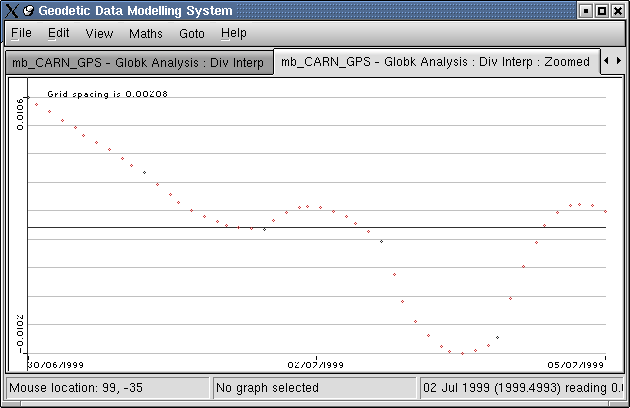 Geodetic Data Modelling System
File Edit View Maths Goto Help
mb_CARN_GPS - Globk Analysis : Div Interp
mb_CARN_GPS - Globk Analysis : Div Interp : Zoomed
Grid spacing is 0.00208
0.0106
-0.0102
30/06/1999
02/07/1999
05/07/1999
Mouse location: 99, -35
No graph selected
02 Jul 1999 (1999.4993) reading 0.0